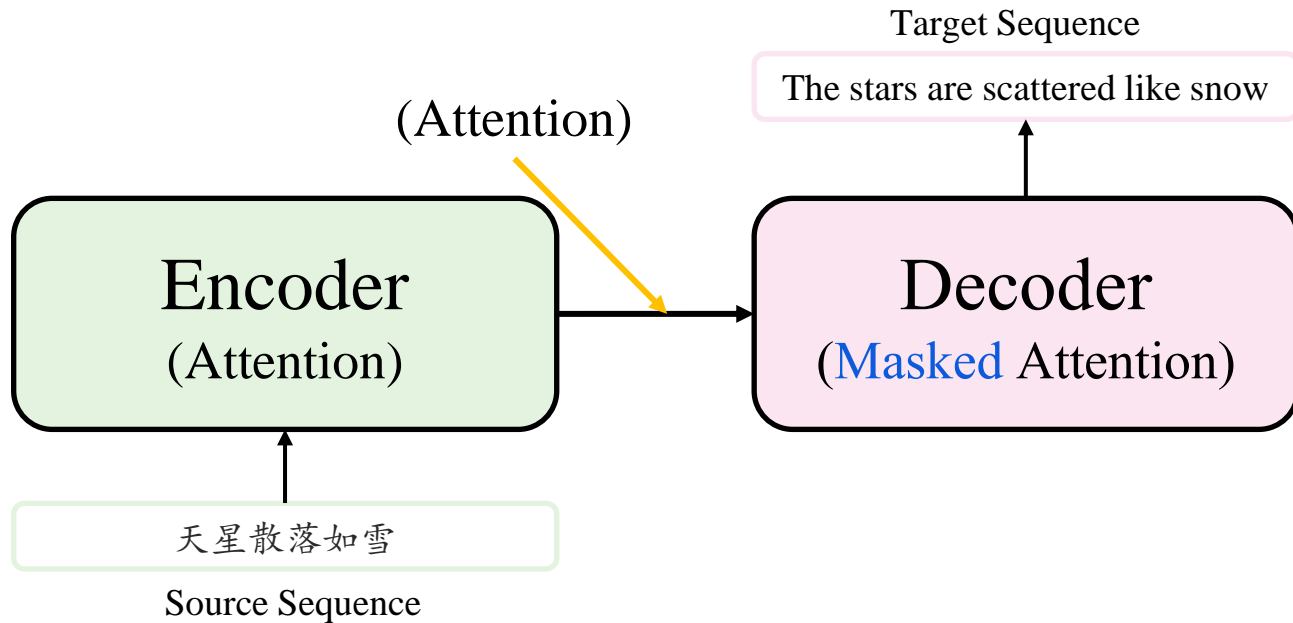 Target Sequence
The stars are scattered like snow
(Attention)
Encoder
(Attention)
Decoder
(Masked Attention)
天星散落如雪
Source Sequence